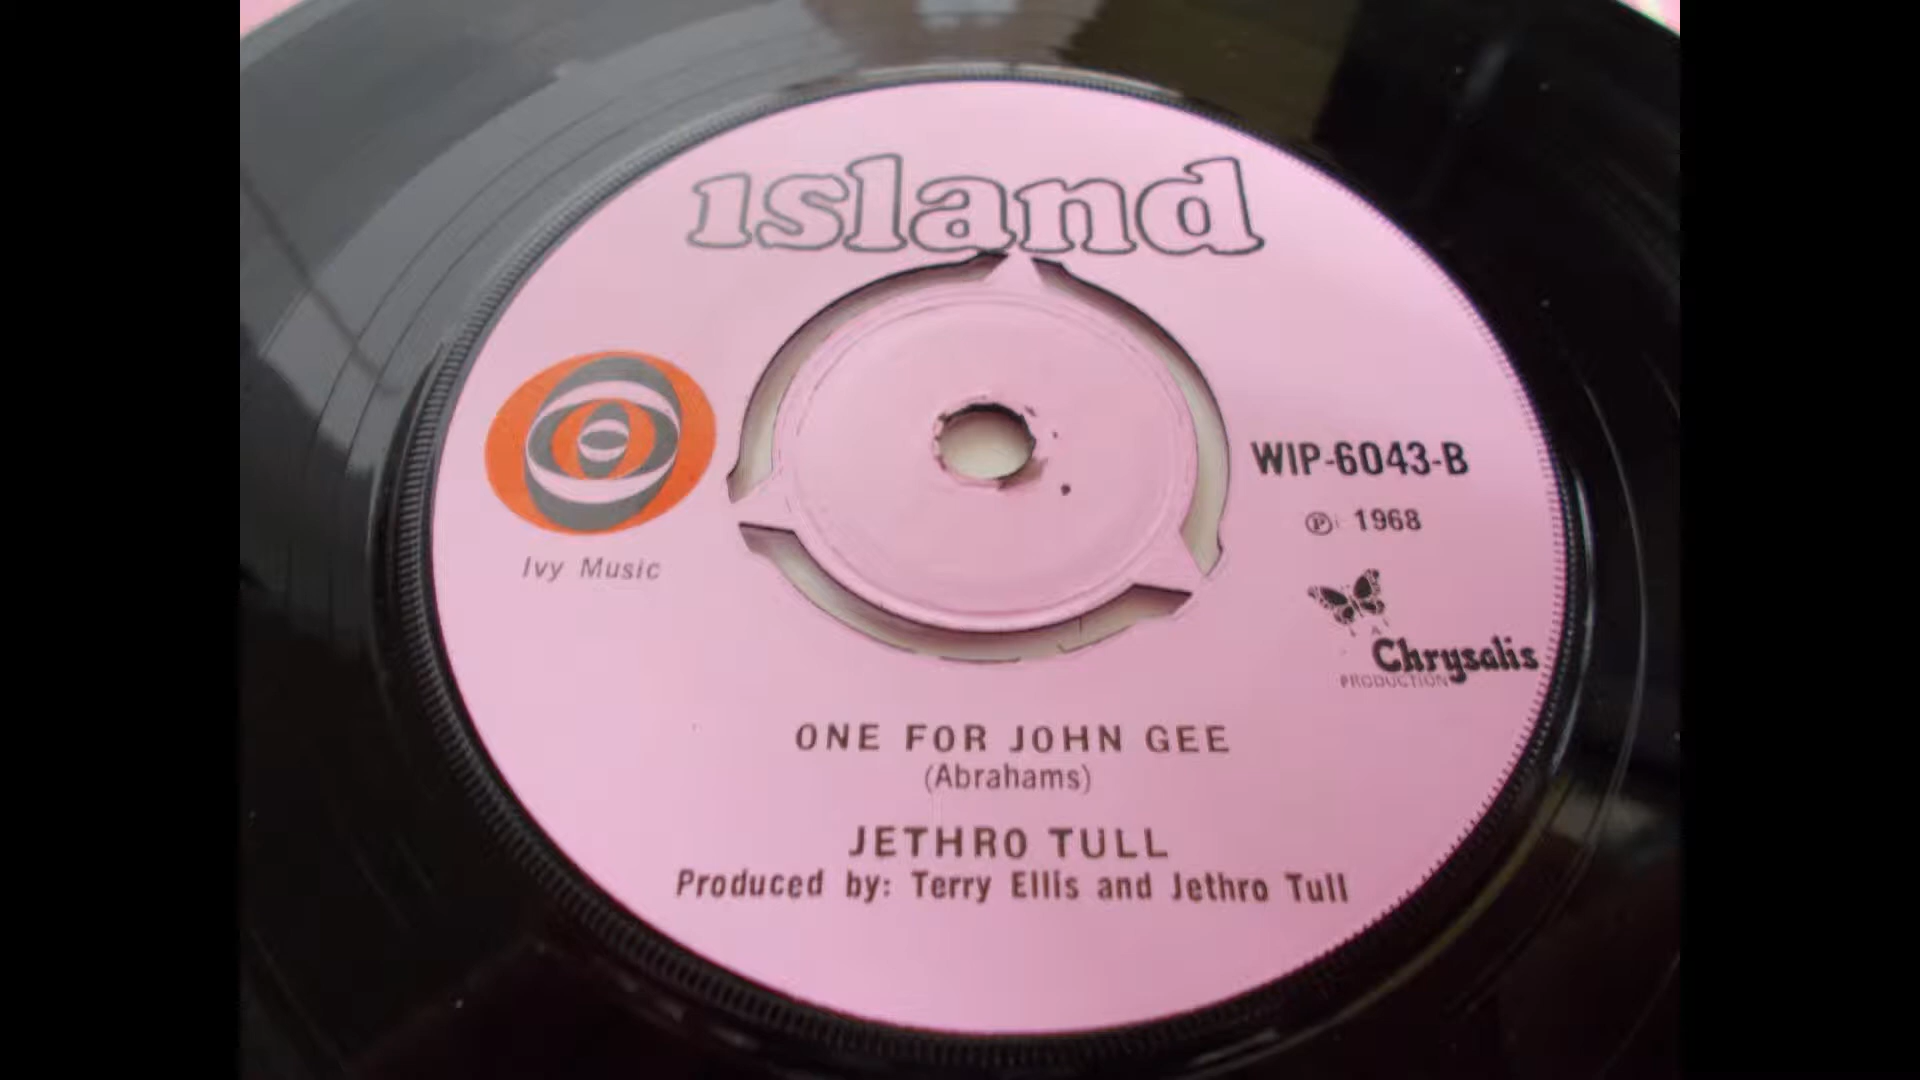 ısland
WIP-6043-B
℗ 1968
Ivy Music
A
Chrysalis
PRODUCTION
ONE FOR JOHN GEE
(Abrahams)
JETHRO TULL
Produced by: Terry Ellis and Jethro Tull